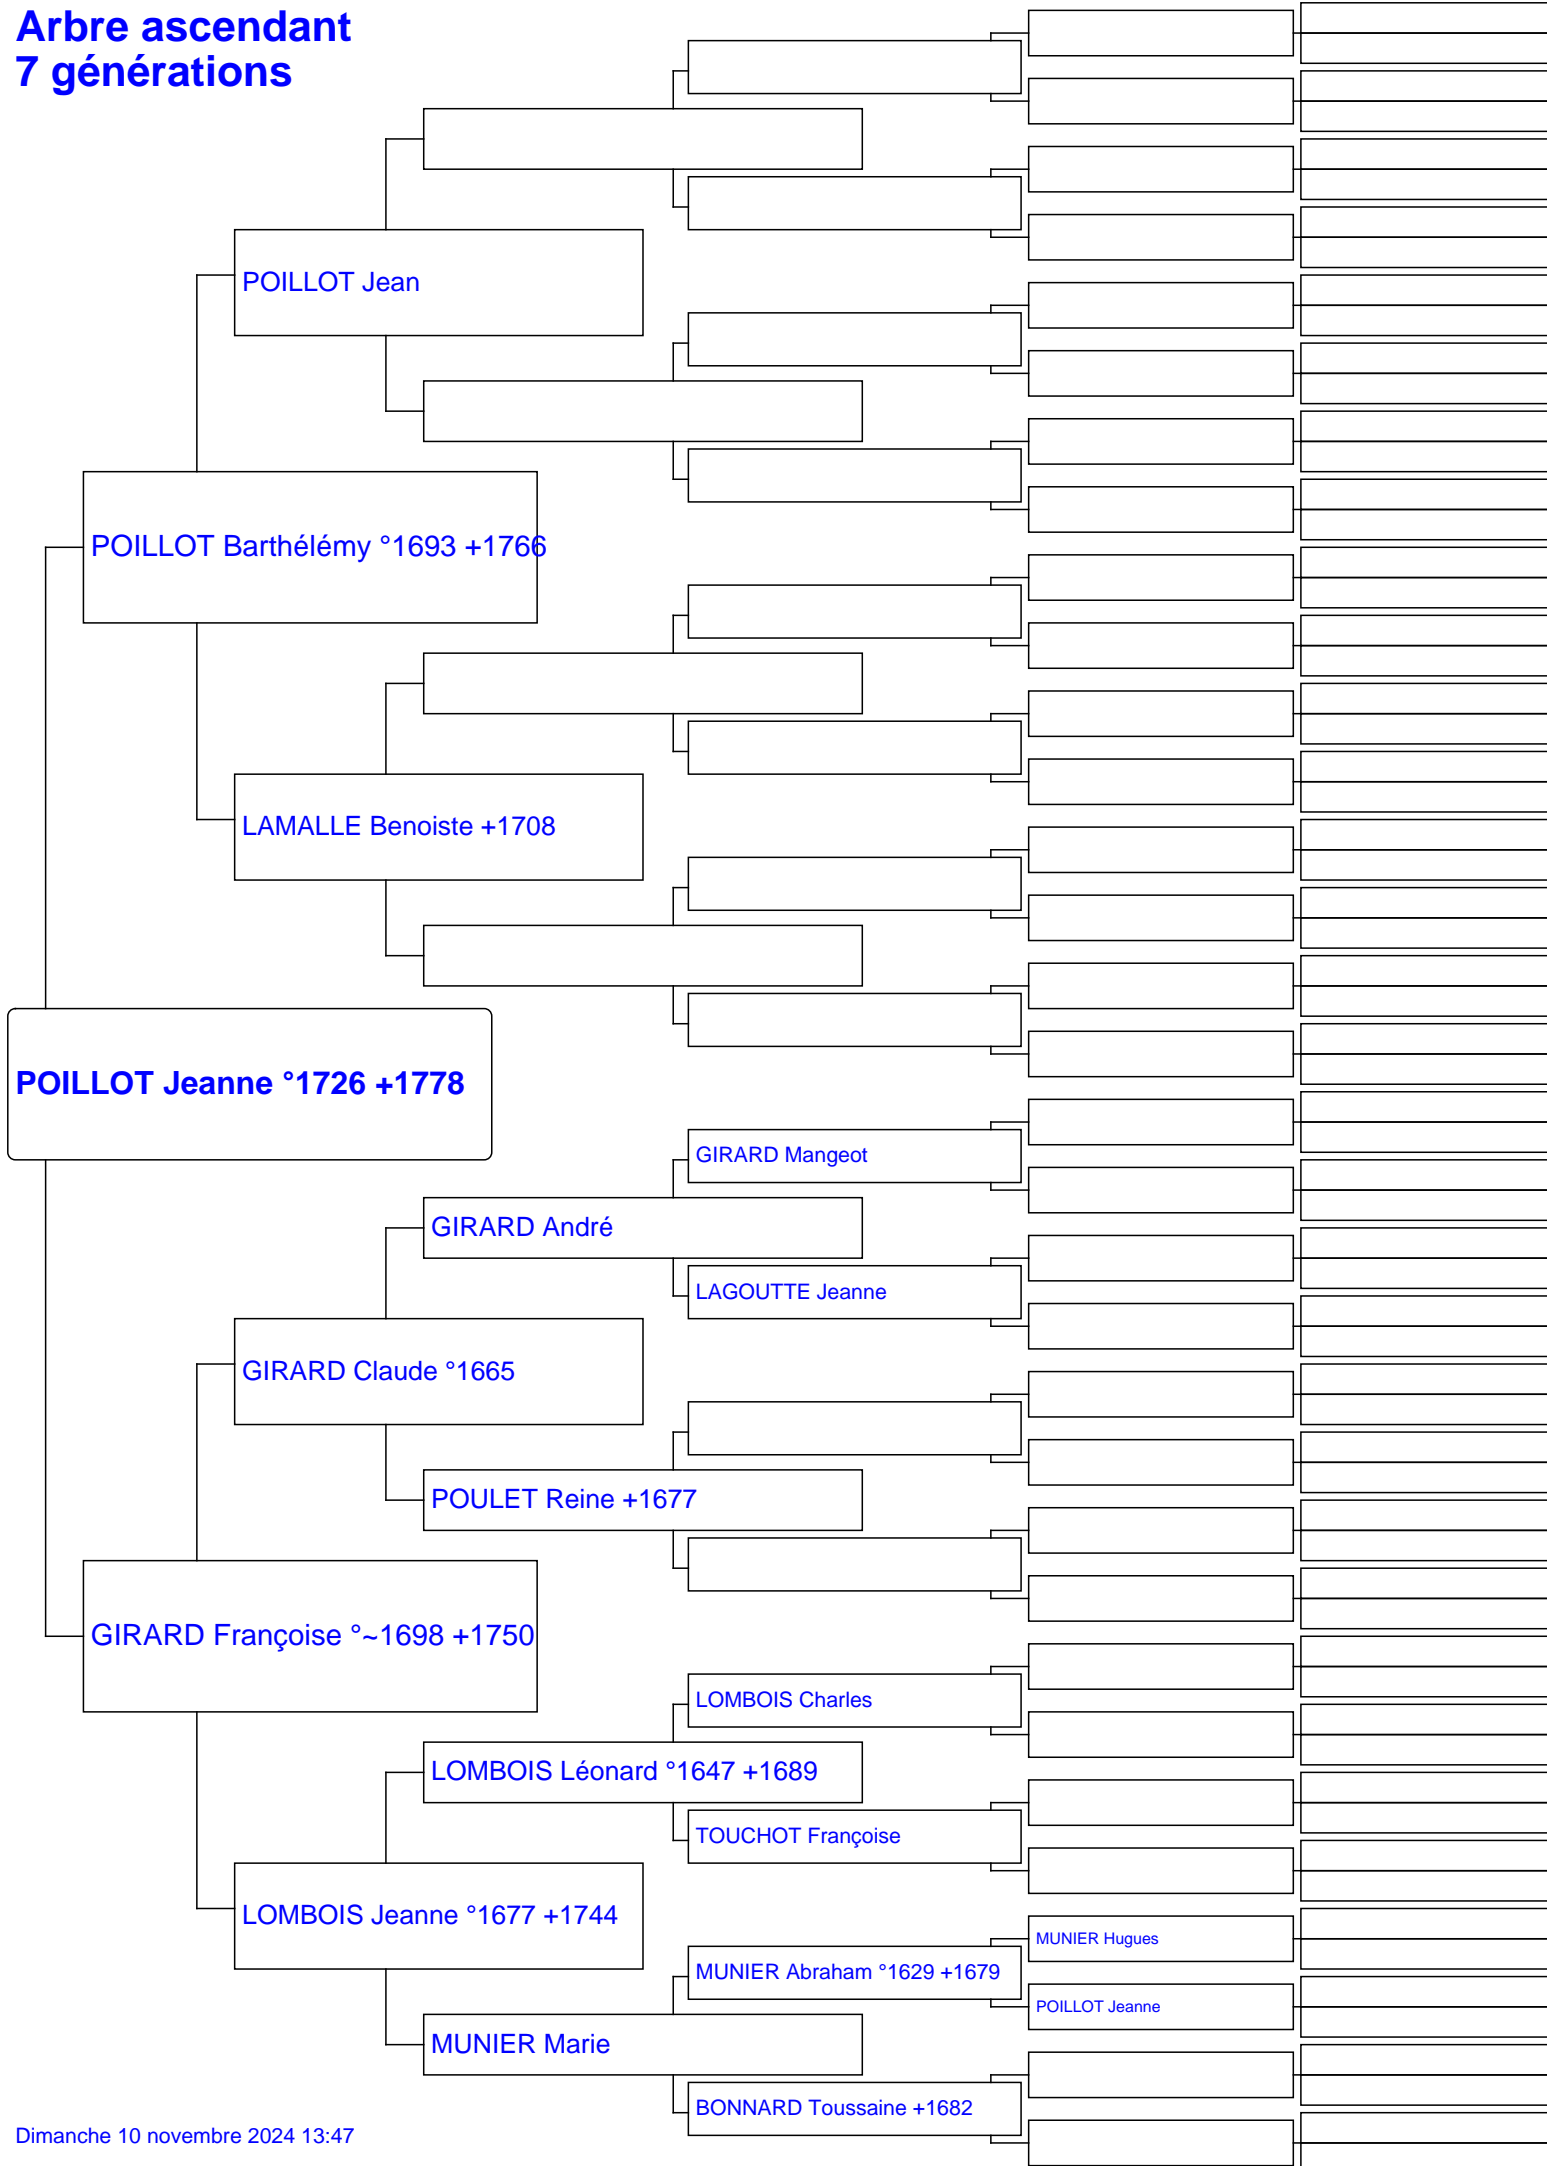 Arbre ascendant
7 générations
POILLOT Jean
POILLOT Barthélémy °1693 +1766
LAMALLE Benoiste +1708
POILLOT Jeanne °1726 +1778
GIRARD Mangeot
GIRARD André
LAGOUTTE Jeanne
GIRARD Claude °1665
POULET Reine +1677
GIRARD Françoise °~1698 +1750
LOMBOIS Charles
LOMBOIS Léonard °1647 +1689
TOUCHOT Françoise
LOMBOIS Jeanne °1677 +1744
MUNIER Hugues
MUNIER Abraham °1629 +1679
POILLOT Jeanne
MUNIER Marie
BONNARD Toussaine +1682
Dimanche 10 novembre 2024 13:47